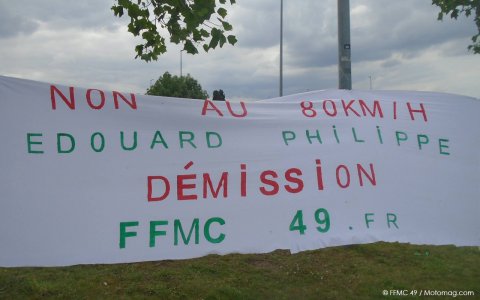 NON AU 80KM/H
EDOUARD PHILIPPE
DÉMiSSiON
FFMC 49.FR
© FFMC 49 / Motomag.com